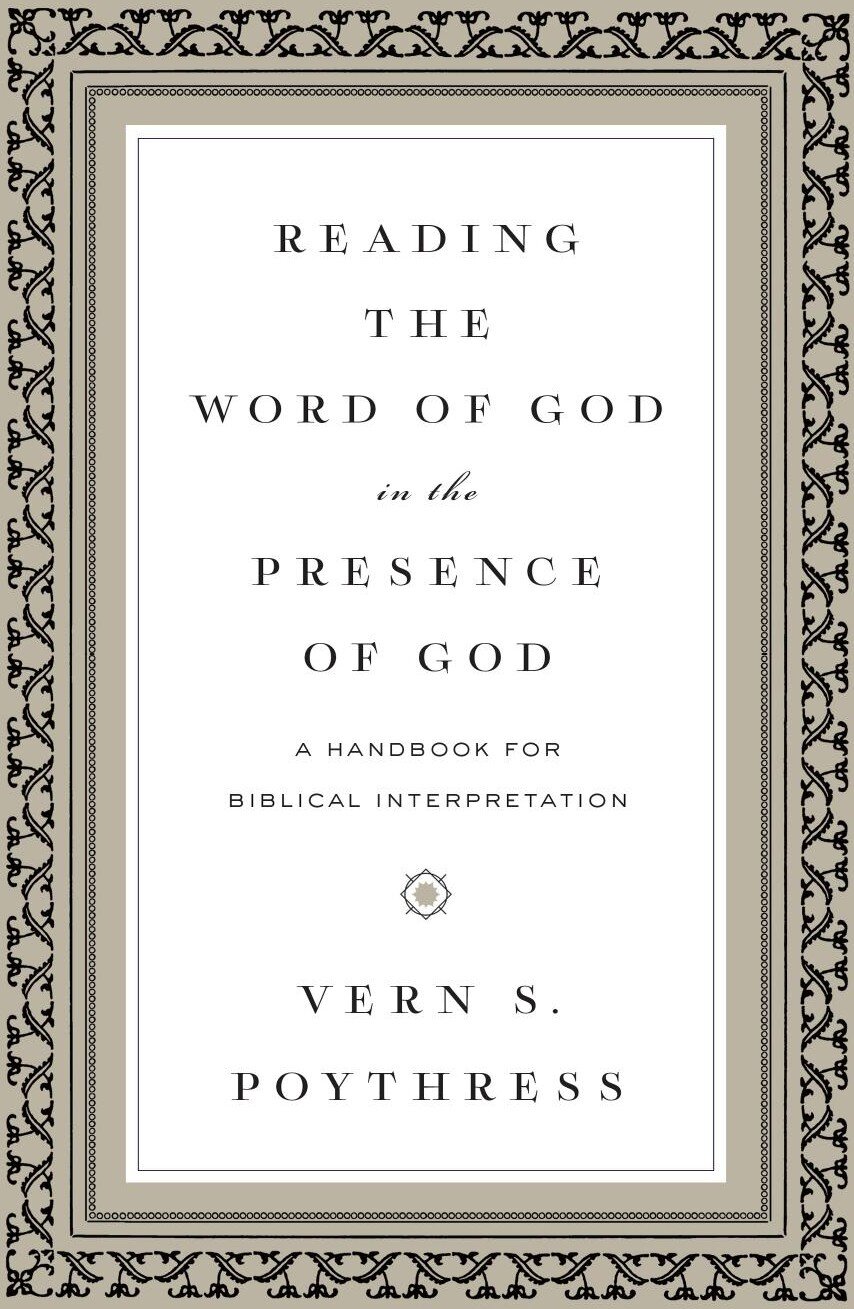 READING
THE
WORD OF GOD
in the
PRESENCE
OF GOD
A HANDBOOK FOR
BIBLICAL INTERPRETATION
VERN S.
POYTHRESS